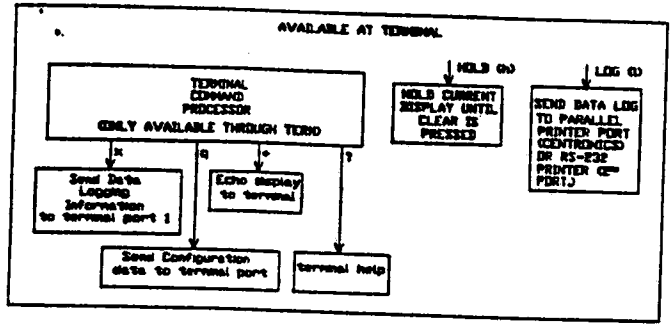 AVAILABLE AT TERMINAL
HOLD (h)
LOG (l)
TERMINAL
COMMAND
PROCESSOR
(ONLY AVAILABLE THROUGH TERM)
HOLD CURRENT
DISPLAY UNTIL
CLEAR IS
PRESSED
SEND DATA LOG
TO PARALLEL
PRINTER PORT
(CENTRONICS)
OR RS-232
PRINTER
PORT.)
x
q
+
?
Send Data
Logging
Information
to terminal port 1
Echo display
to terminal
Send Configuration
data to terminal port
terminal help